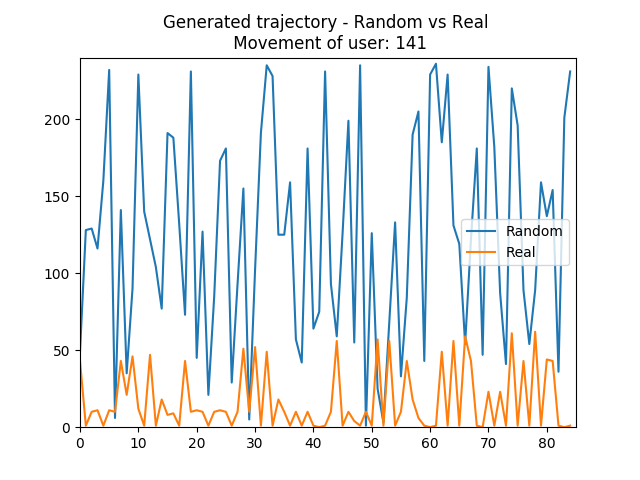 Generated trajectory - Random vs Real
Movement of user: 141
200
150
100
50
0
Random
Real
0 10 20 30 40 50 60 70 80